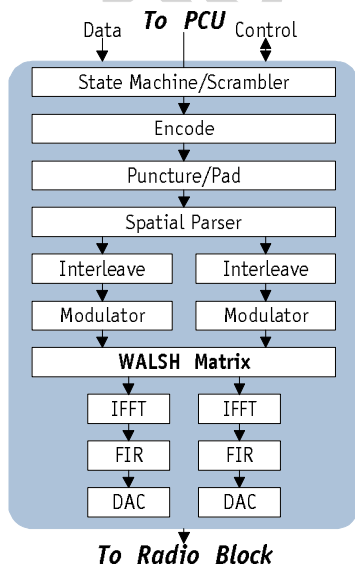 To PCU
Data Control
State Machine/Scrambler
Encode
Puncture/Pad
Spatial Parser
Interleave Interleave
Modulator Modulator
WALSH Matrix
IFFT IFFT
FIR FIR
DAC DAC
To Radio Block